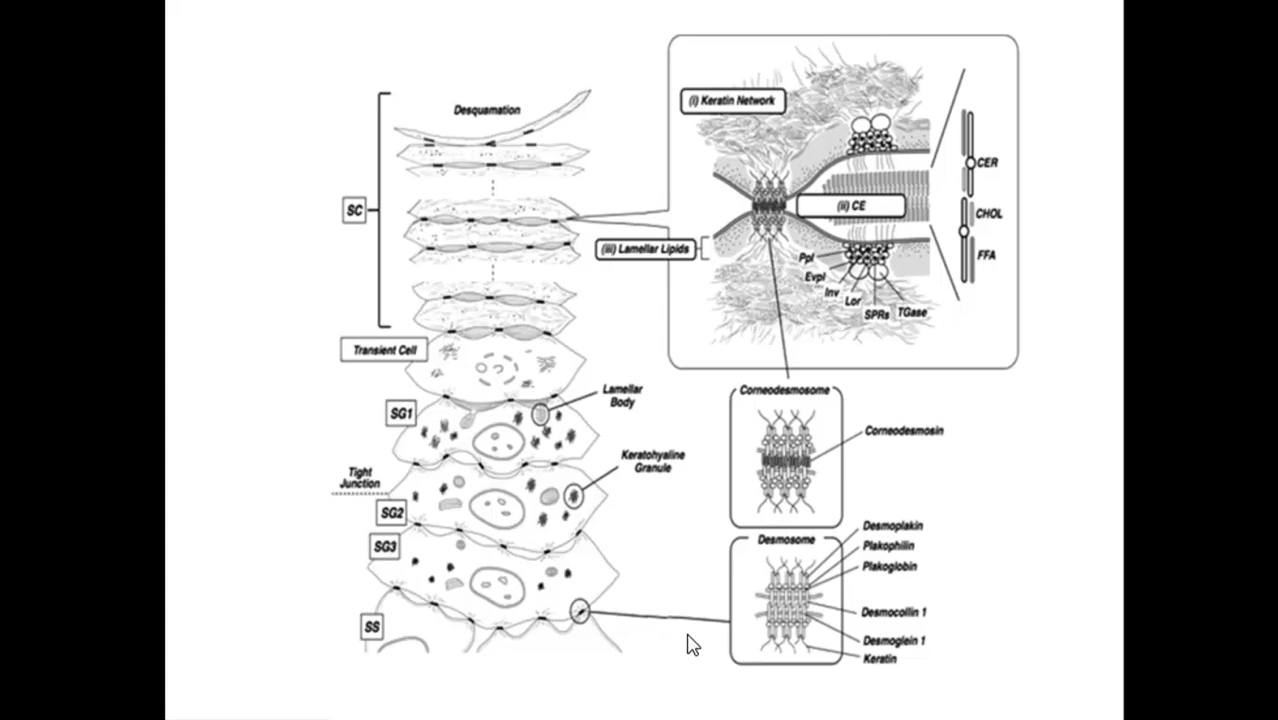 Desquamation
SC
Transient Cell
SG1
Tight
Junction
SG2
SG3
SS
Lamellar
Body
Keratohyaline
Granule
(i) Keratin Network
(ii) CE
(iii) Lamellar Lipids
Ppl
Evpl
Inv
Lor
SPRs
TGase
CER
CHOL
FFA
Corneodesmosome
Corneodesmosin
Desmosome
Desmoplakin
Plakophilin
Plakoglobin
Desmocollin 1
Desmoglein 1
Keratin